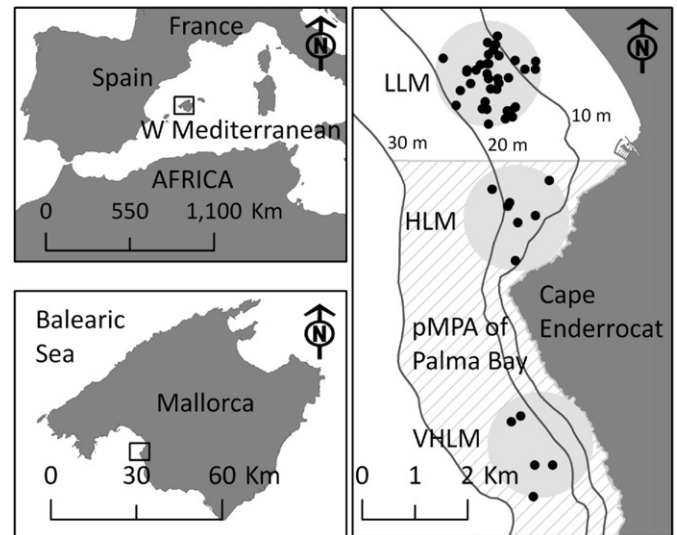 France
N
Spain
W Mediterranean
AFRICA
0 550 1,100 Km
Balearic
Sea
N
Mallorca
0 30 60 Km
N
LLM
10 m
30 m 20 m
HLM
Cape
Enderrocat
pMPA of
Palma Bay
VHLM
0 1 2 Km